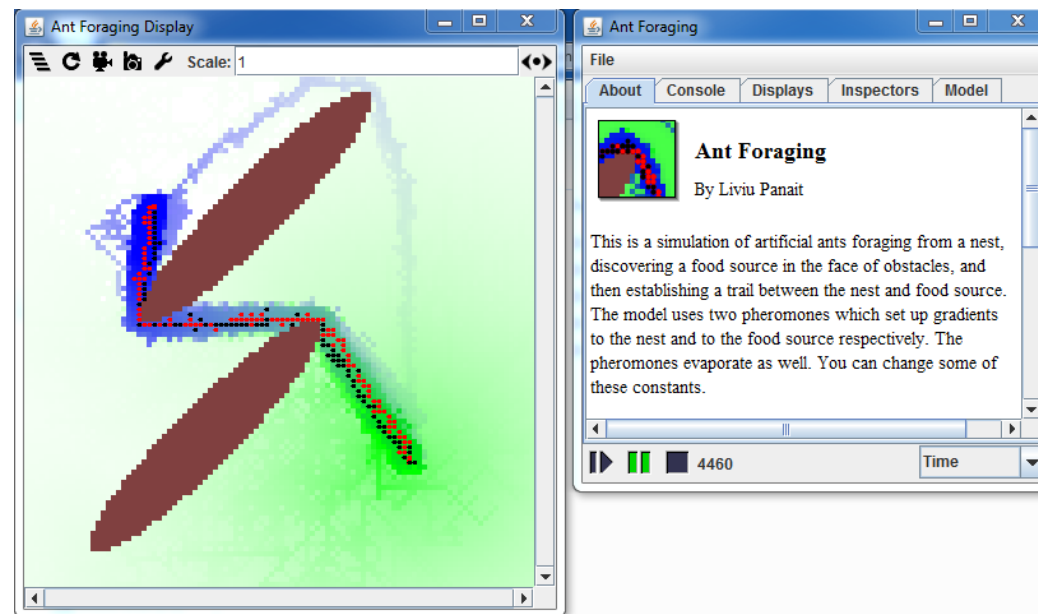 Ant Foraging Display
Scale: 1
Ant Foraging
File
About Console Displays Inspectors Model
Ant Foraging
By Liviu Panait
This is a simulation of artificial ants foraging from a nest,
discovering a food source in the face of obstacles, and
then establishing a trail between the nest and food source.
The model uses two pheromones which set up gradients
to the nest and to the food source respectively. The
pheromones evaporate as well. You can change some of
these constants.
4460
Time